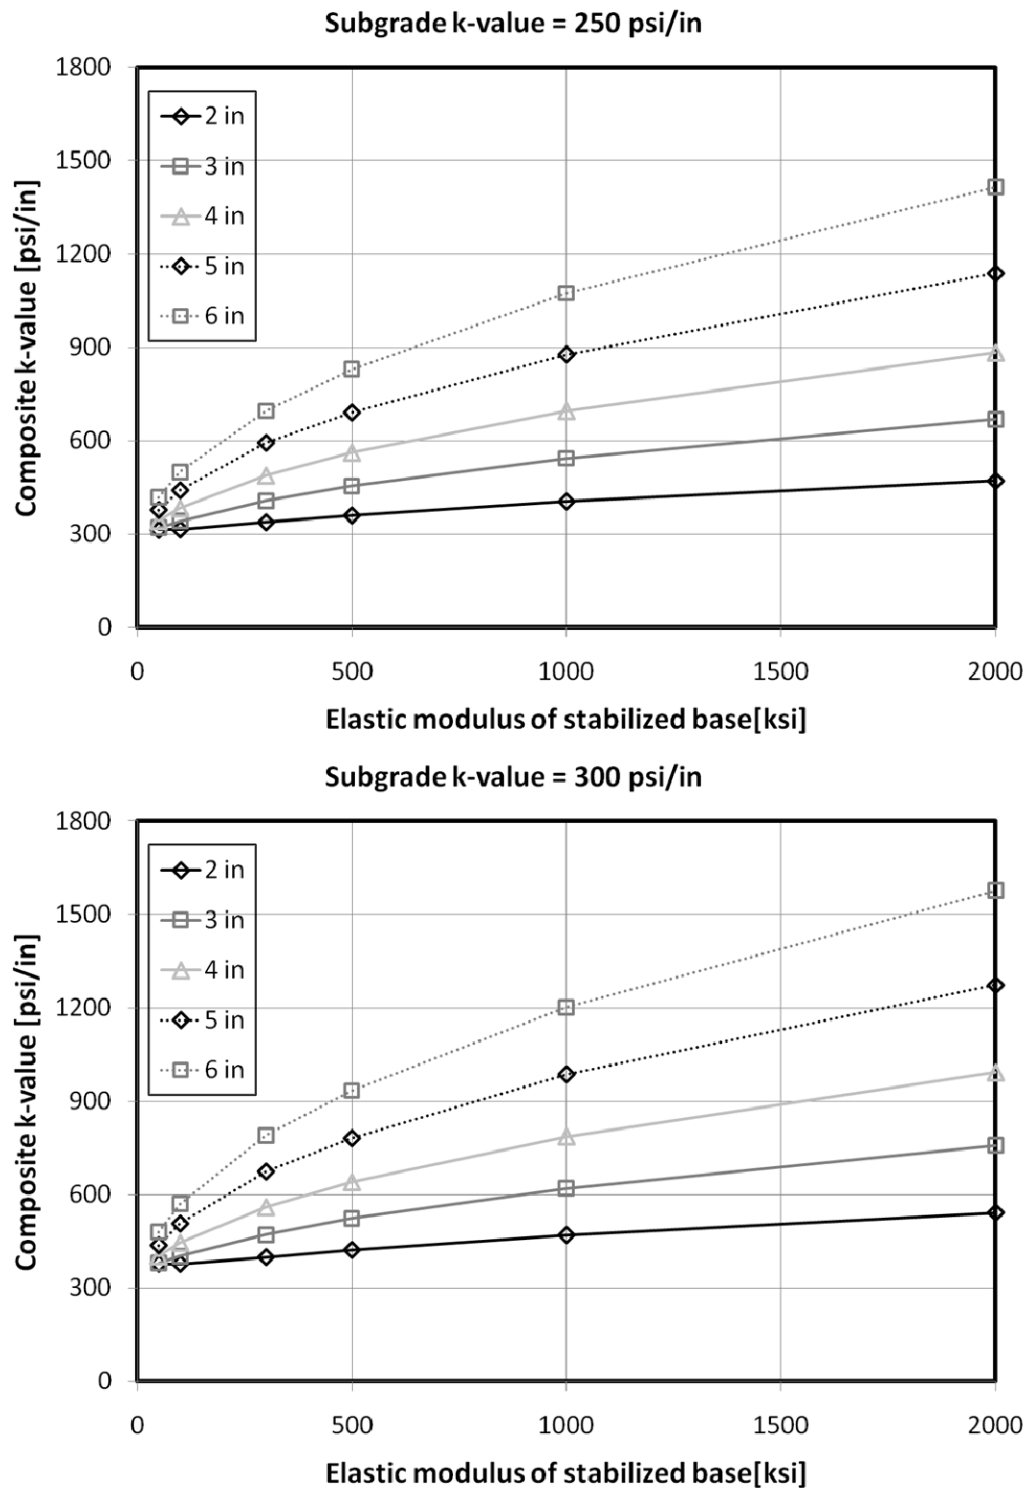 Subgrade k-value = 250 psi/in
1800
1500
1200
900
600
300
0
Composite k-value [psi/in]
2 in
3 in
4 in
5 in
6 in
0 500 1000 1500 2000
Elastic modulus of stabilized base[ksi]
Subgrade k-value = 300 psi/in
1800
1500
1200
900
600
300
0
Composite k-value [psi/in]
2 in
3 in
4 in
5 in
6 in
0 500 1000 1500 2000
Elastic modulus of stabilized base[ksi]